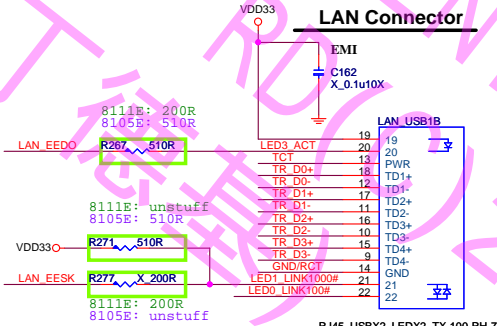 VDD33
LAN Connector
EMI
C162
X_0.1u10X
8111E: 200R
8105E: 510R
LAN_USB1B
LAN_EEDO
R267
510R
LED3_ACT
19
19
20
20
TCT
13
PWR
TR_D0+
18
TD1+
TR_D0-
12
TD1-
TR_D1+
17
TD2+
TR_D1-
11
TD2-
TR_D2+
16
TD3+
TR_D2-
10
TD3-
TR_D3+
15
TD4+
TR_D3-
9
TD4-
GND/RCT
14
GND
LED1_LINK1000#
21
21
LED0_LINK100#
22
22
8111E: unstuff
8105E: 510R
VDD33
R271
510R
LAN_EESK
R277
X_200R
8111E: 200R
8105E: unstuff